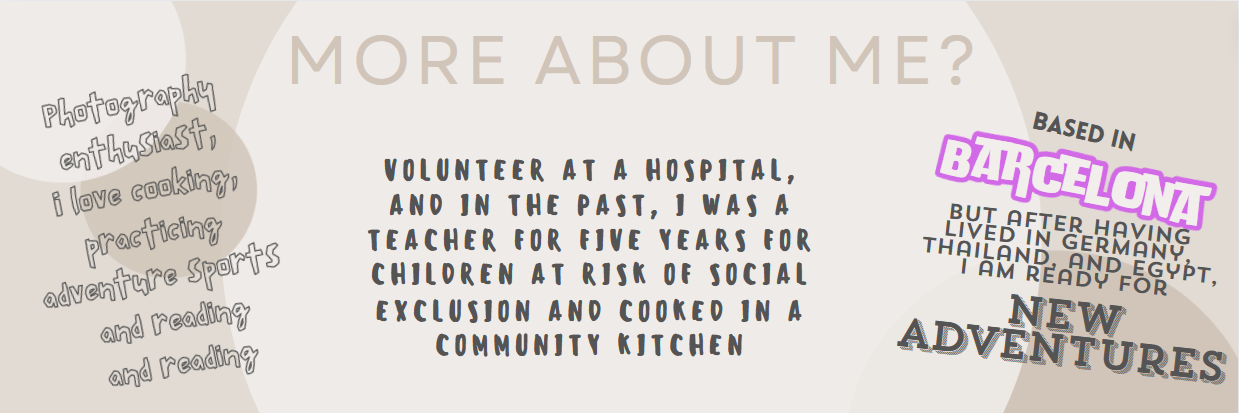 MORE ABOUT ME?
Photography
enthusiast,
i love cooking,
practicing
adventure sports
and reading
and reading
VOLUNTEER AT A HOSPITAL,
AND IN THE PAST, I WAS A
TEACHER FOR FIVE YEARS FOR
CHILDREN AT RISK OF SOCIAL
EXCLUSION AND COOKED IN A
COMMUNITY KITCHEN
BASED IN
BARCELONA
BUT AFTER HAVING
LIVED IN GERMANY,
THAILAND, AND EGYPT,
I AM READY FOR
NEW
ADVENTURES